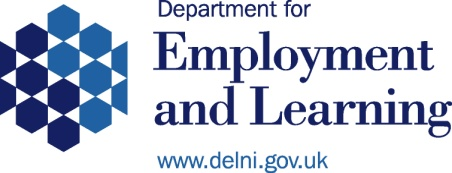 Department for
Employment
and Learning
www.delni.gov.uk